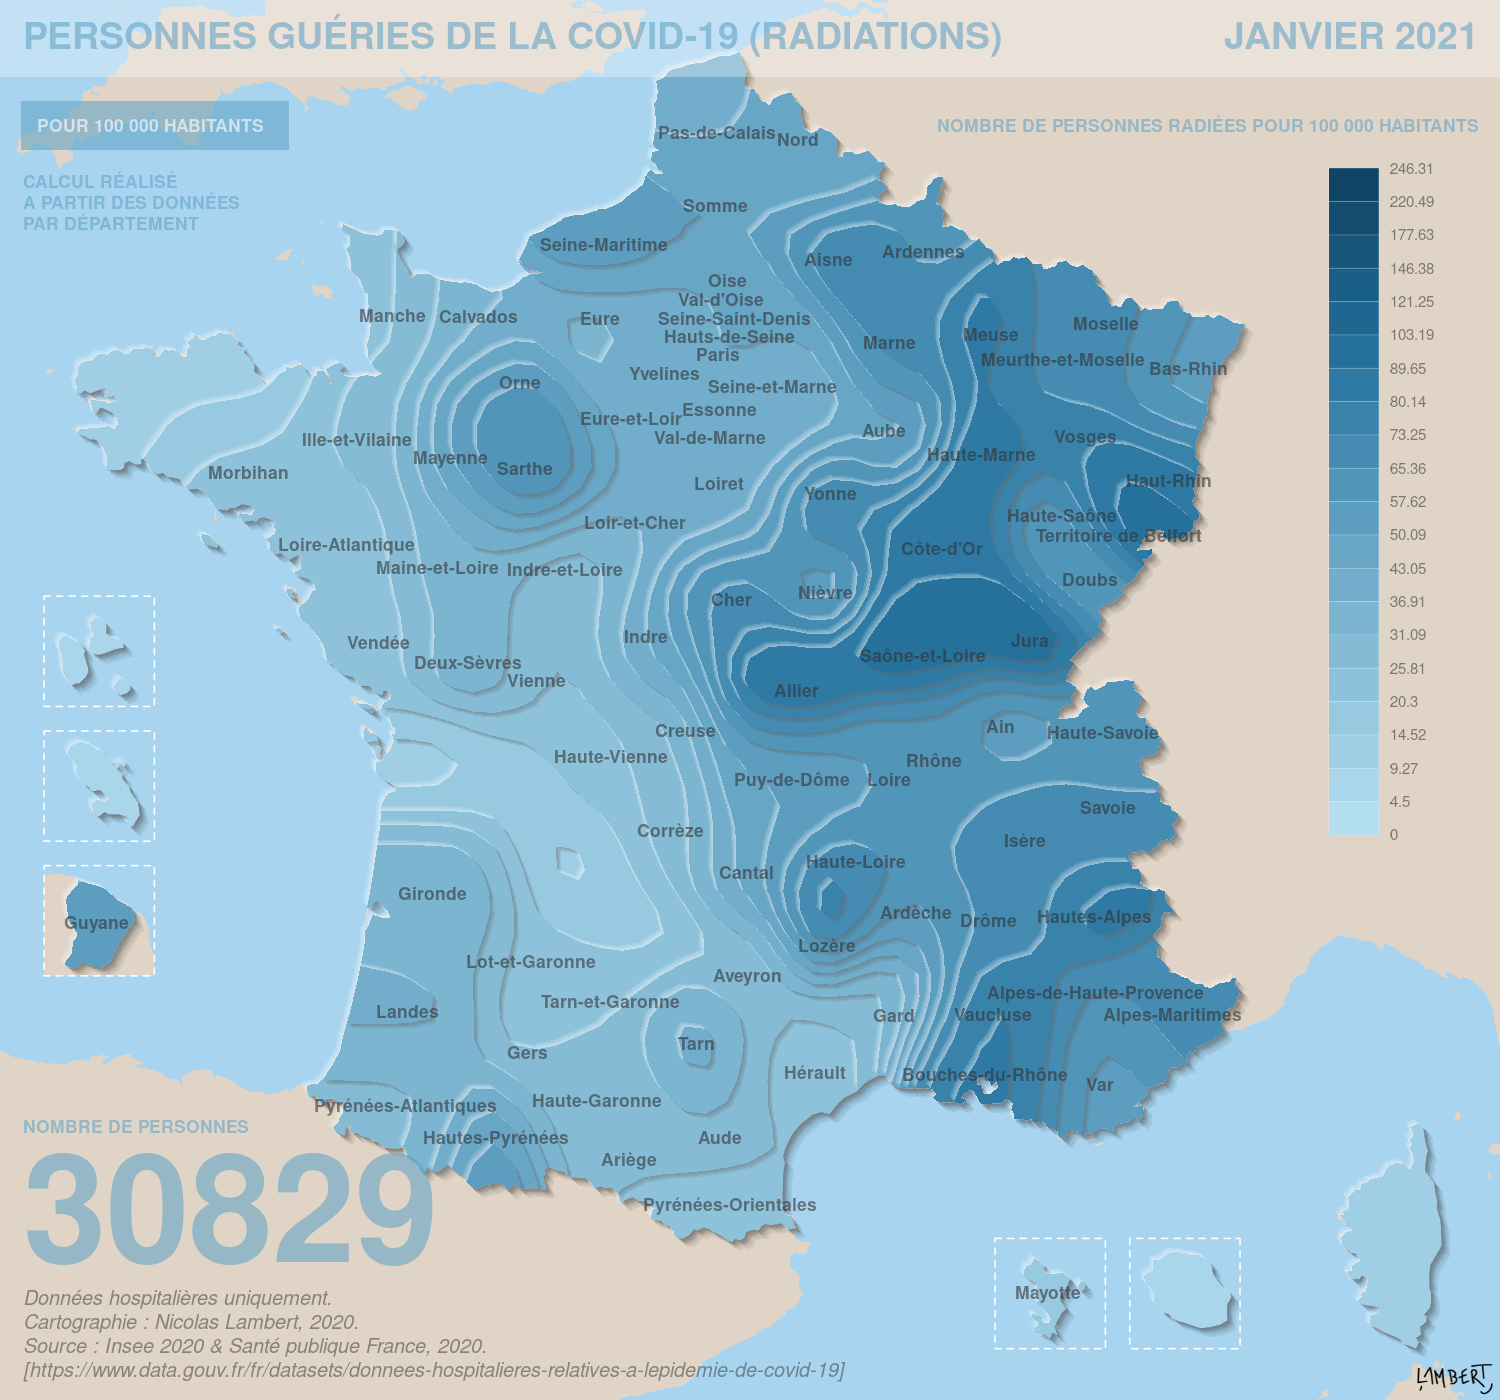 PERSONNES GUÉRIES DE LA COVID-19 (RADIATIONS)
JANVIER 2021
POUR 100 000 HABITANTS
NOMBRE DE PERSONNES RADIÉES POUR 100 000 HABITANTS
CALCUL RÉALISÉ
A PARTIR DES DONNÉES
PAR DÉPARTEMENT
246.31
220.49
177.63
146.38
121.25
103.19
89.65
80.14
73.25
65.36
57.62
50.09
43.05
36.91
31.09
25.81
20.3
14.52
9.27
4.5
0
Pas-de-Calais
Nord
Somme
Seine-Maritime
Aisne
Ardennes
Oise
Val-d'Oise
Manche
Calvados
Eure
Seine-Saint-Denis
Hauts-de-Seine
Paris
Marne
Meuse
Moselle
Meurthe-et-Moselle
Bas-Rhin
Yvelines
Seine-et-Marne
Orne
Essonne
Eure-et-Loir
Val-de-Marne
Aube
Vosges
Ille-et-Vilaine
Mayenne
Sarthe
Haute-Marne
Morbihan
Loiret
Yonne
Haut-Rhin
Loir-et-Cher
Haute-Saône
Territoire de Belfort
Loire-Atlantique
Maine-et-Loire
Indre-et-Loire
Côte-d'Or
Doubs
Cher
Nièvre
Vendée
Indre
Jura
Deux-Sèvres
Saône-et-Loire
Vienne
Allier
Creuse
Ain
Haute-Savoie
Haute-Vienne
Rhône
Puy-de-Dôme
Loire
Savoie
Corrèze
Isère
Cantal
Haute-Loire
Gironde
Ardèche
Drôme
Hautes-Alpes
Guyane
Lozère
Lot-et-Garonne
Aveyron
Tarn-et-Garonne
Alpes-de-Haute-Provence
Landes
Gard
Vaucluse
Alpes-Maritimes
Gers
Tarn
Hérault
Bouches-du-Rhône
Var
Pyrénées-Atlantiques
Haute-Garonne
Hautes-Pyrénées
Aude
Ariège
Pyrénées-Orientales
Mayotte
NOMBRE DE PERSONNES
30829
Données hospitalières uniquement.
Cartographie : Nicolas Lambert, 2020.
Source : Insee 2020 & Santé publique France, 2020.
[https://www.data.gouv.fr/fr/datasets/donnees-hospitalieres-relatives-a-lepidemie-de-covid-19]
LAMBERT